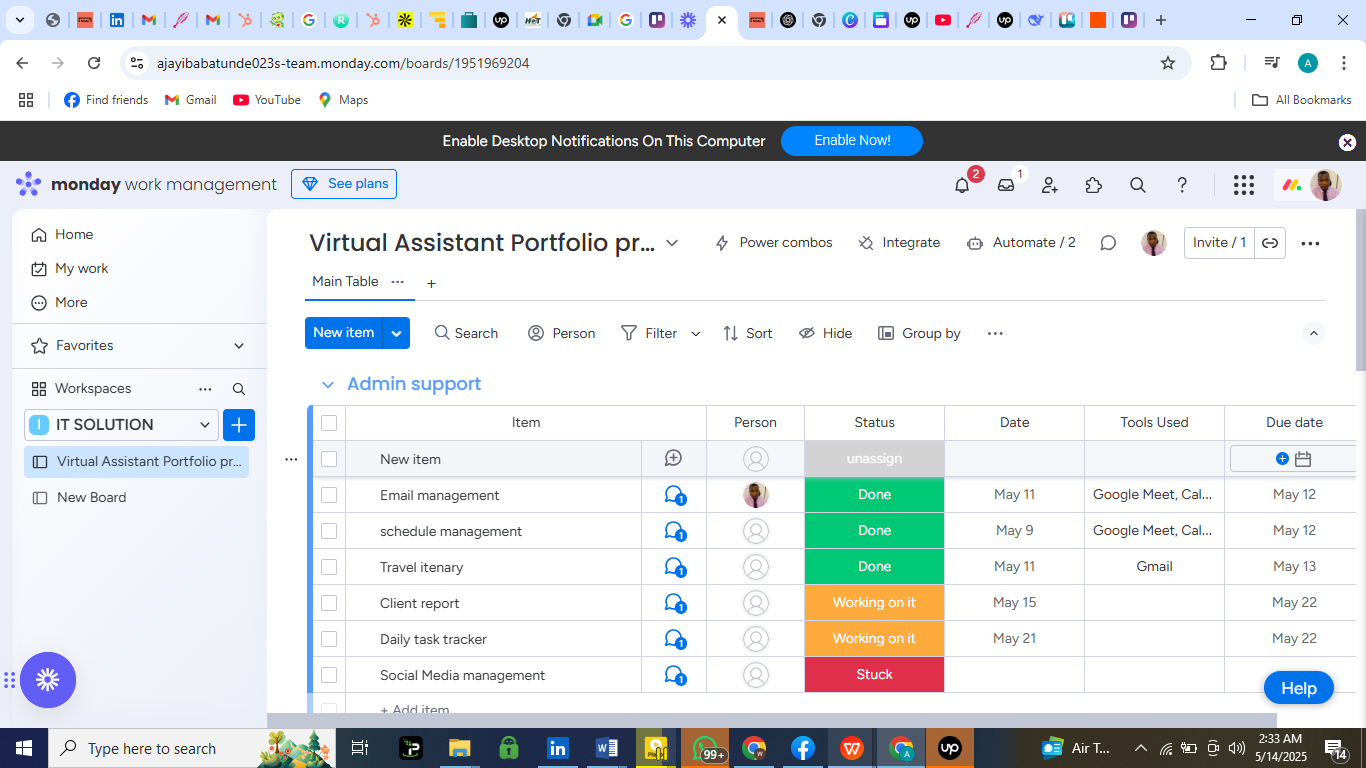 ajayibabatunde023s-team.monday.com/boards/1951969204
A
Find friends
Gmail
YouTube
Maps
All Bookmarks
Enable Desktop Notifications On This Computer
Enable Now!
monday work management
See plans
2
1
Home
My work
More
Favorites
Workspaces
I
IT SOLUTION
Virtual Assistant Portfolio pr...
New Board
Virtual Assistant Portfolio pr...
Power combos
Integrate
Automate / 2
Invite / 1
Main Table
New item
Search
Person
Filter
Sort
Hide
Group by
Admin support
Item Person Status Date Tools Used Due date
New item unassign
Email management 1 Done May 11 Google Meet, Cal... May 12
schedule management 1 Done May 9 Google Meet, Cal... May 12
Travel itenary 1 Done May 11 Gmail May 13
Client report 1 Working on it May 15 May 22
Daily task tracker 1 Working on it May 21 May 22
Social Media management 1 Stuck
+ Add item
Help
Type here to search
99+
Air T...
2:33 AM
5/14/2025
14